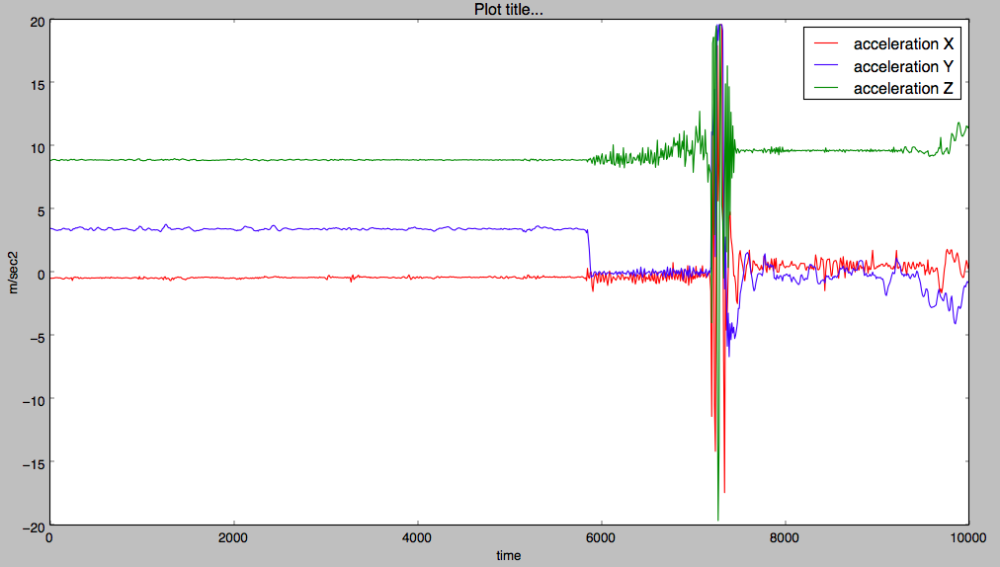 Plot title...
acceleration X
acceleration Y
acceleration Z
20
15
10
5
0
−5
−10
−15
−20
m/sec2
0
2000
4000
6000
8000
10000
time